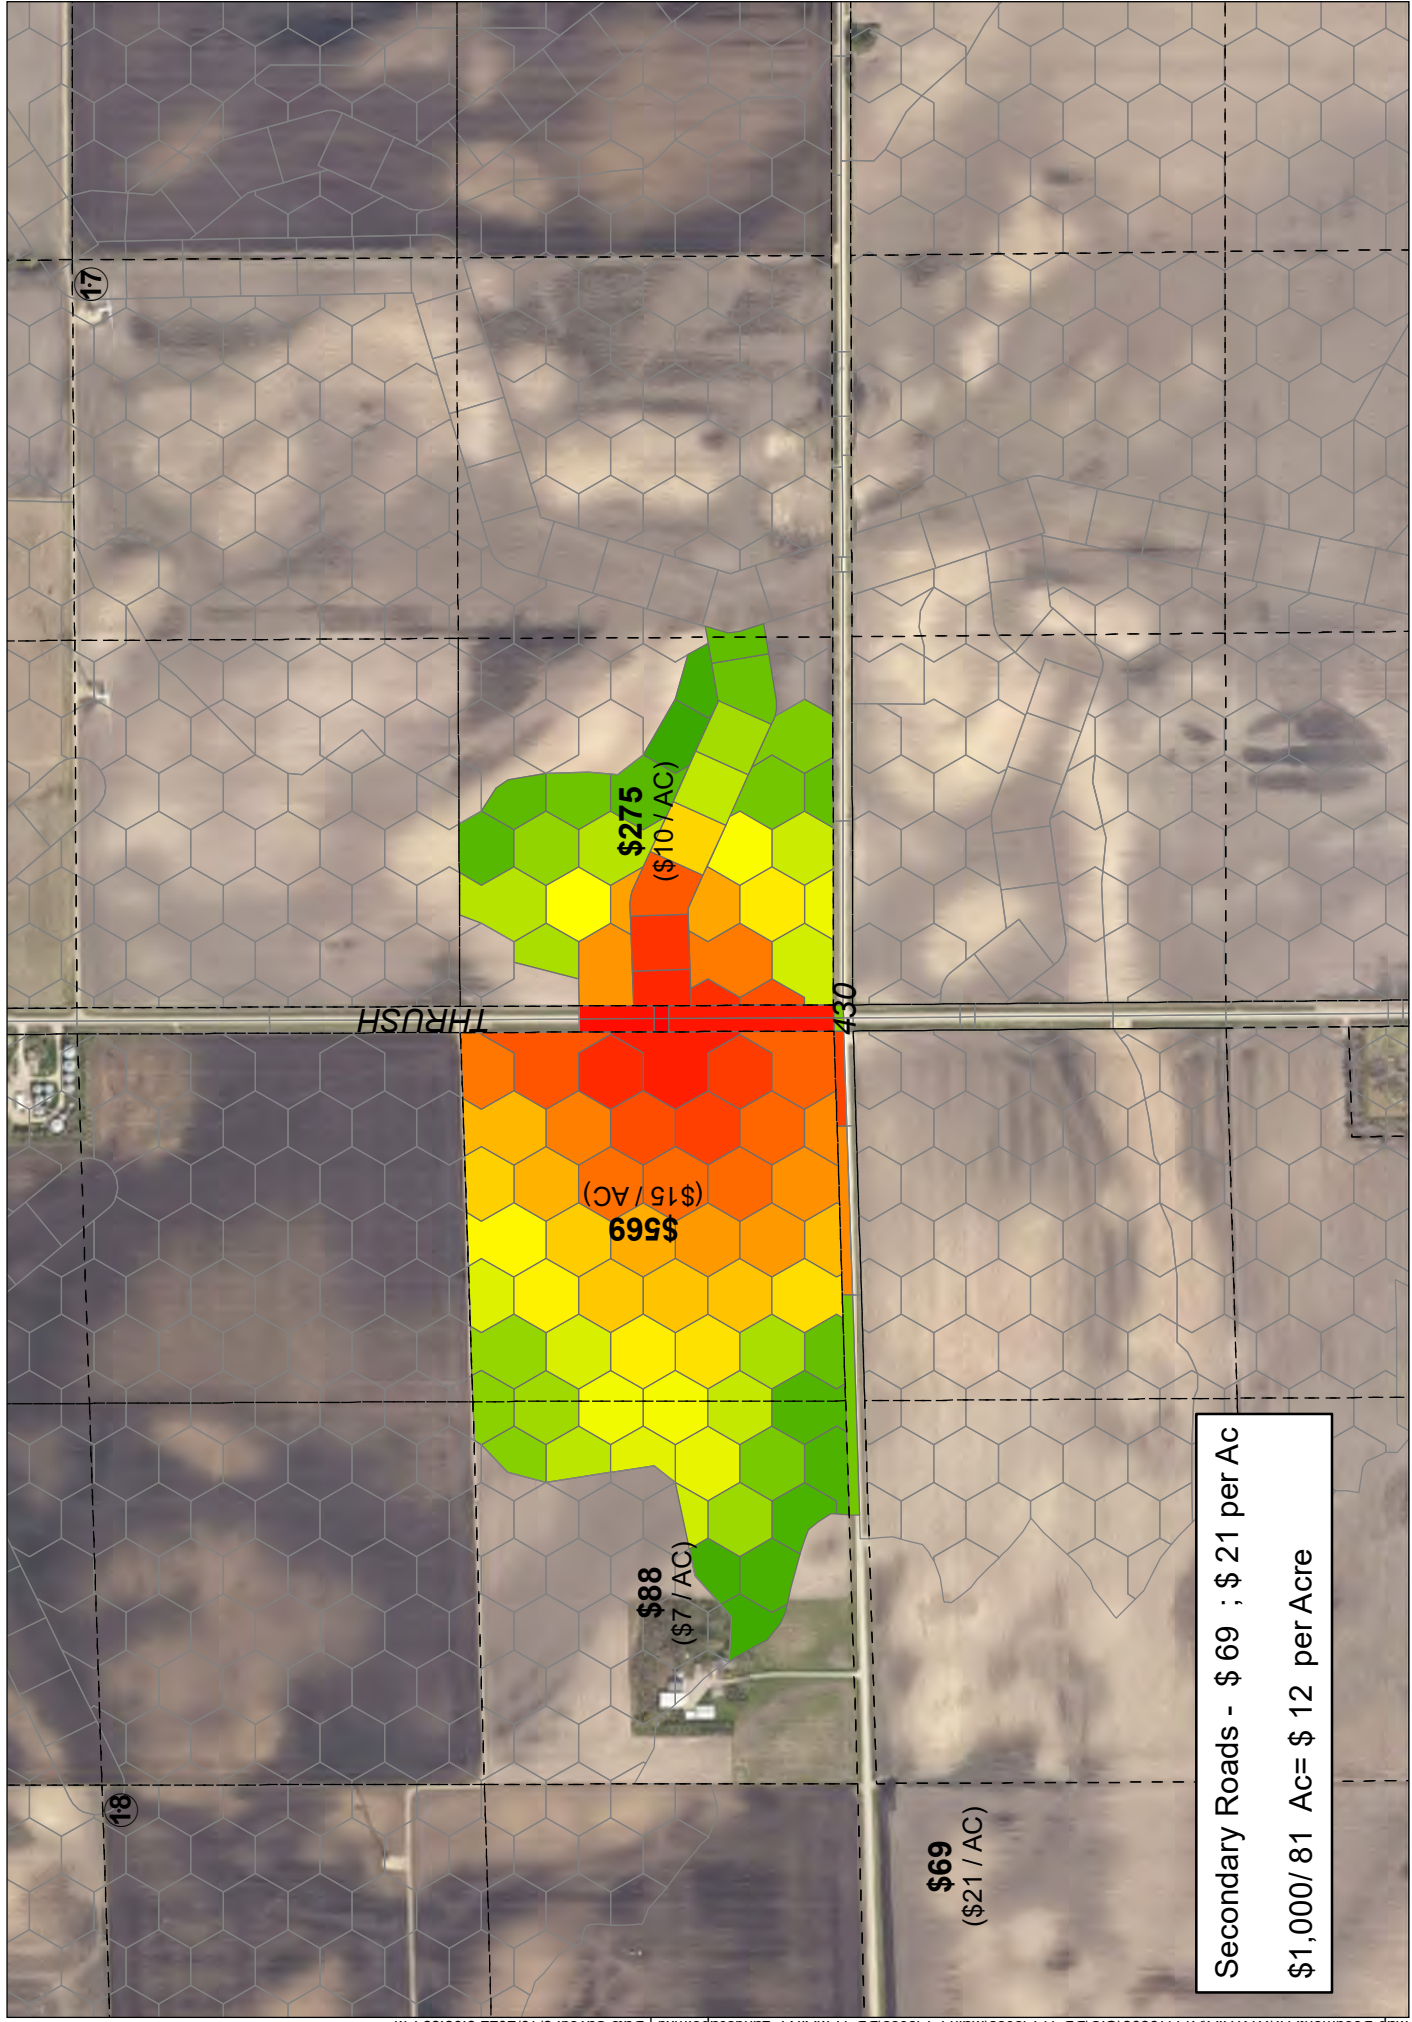 17
THRUSH
$275
($10 / AC)
430
$569
($15 / AC)
$88
($7 / AC)
18
$69
($21 / AC)
Secondary Roads - $ 69 ; $ 21 per Ac
$1,000/ 81 Ac= $ 12 per Acre